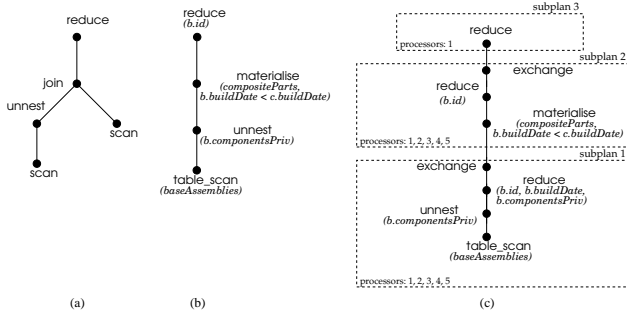 reduce
join
unnest
scan
scan
(a)
reduce
(b.id)
materialise
(compositeParts,
b.buildDate < c.buildDate)
unnest
(b.componentsPriv)
table_scan
(baseAssemblies)
(b)
subplan 3
reduce
processors: 1
subplan 2
exchange
reduce
(b.id)
materialise
(compositeParts,
b.buildDate < c.buildDate)
processors: 1, 2, 3, 4, 5
subplan 1
exchange
reduce
(b.id, b.buildDate,
b.componentsPriv)
unnest
(b.componentsPriv)
table_scan
(baseAssemblies)
processors: 1, 2, 3, 4, 5
(c)